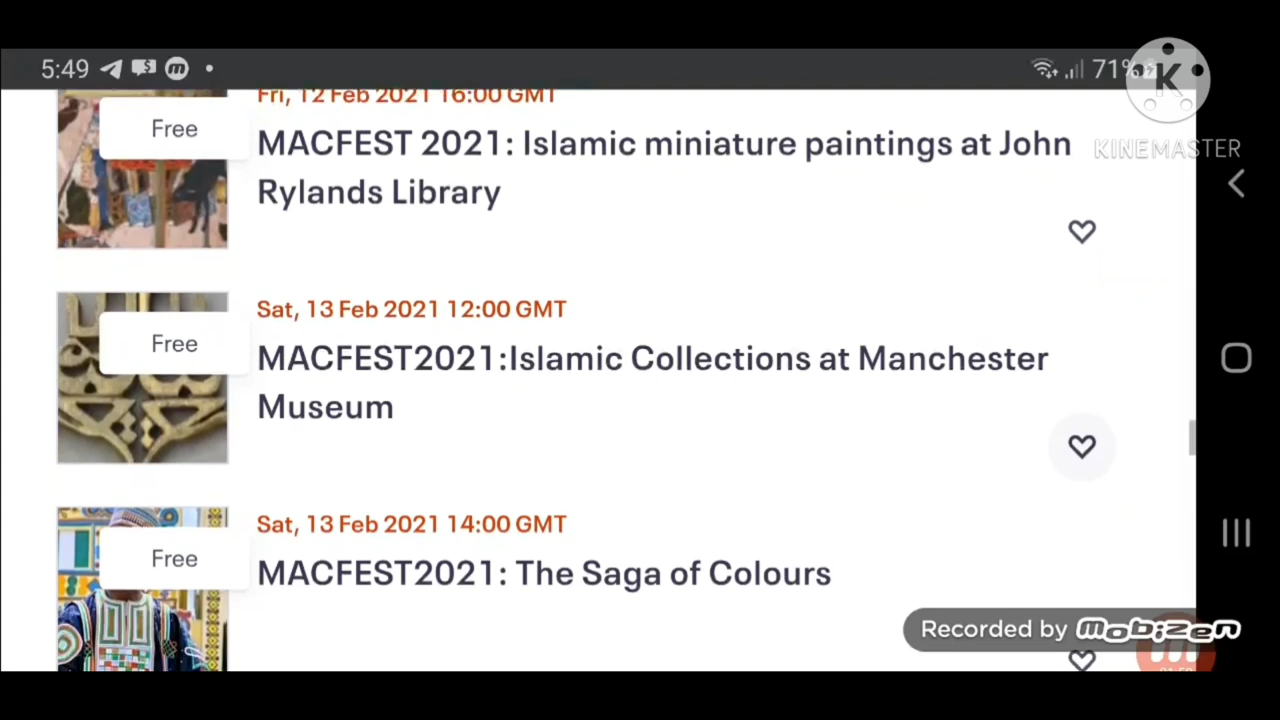 5:49
71%
KINEMASTER
Fri, 12 Feb 2021 16:00 GMT
Free
MACFEST 2021: Islamic miniature paintings at John
Rylands Library
Sat, 13 Feb 2021 12:00 GMT
Free
MACFEST2021:Islamic Collections at Manchester
Museum
Sat, 13 Feb 2021 14:00 GMT
Free
MACFEST2021: The Saga of Colours
Recorded by Mobizen